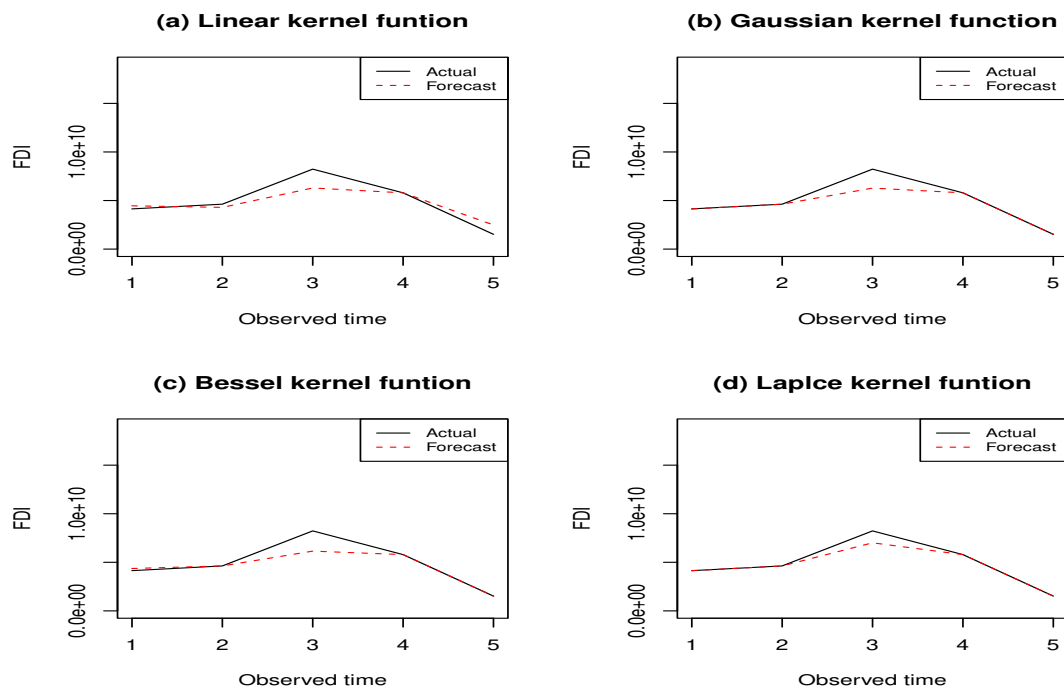 (a) Linear kernel funtion
Actual
Forecast
FDI
0.0e+00
1.0e+10
1 2 3 4 5
Observed time
(b) Gaussian kernel function
Actual
Forecast
FDI
0.0e+00
1.0e+10
1 2 3 4 5
Observed time
(c) Bessel kernel funtion
Actual
Forecast
FDI
0.0e+00
1.0e+10
1 2 3 4 5
Observed time
(d) Laplce kernel funtion
Actual
Forecast
FDI
0.0e+00
1.0e+10
1 2 3 4 5
Observed time